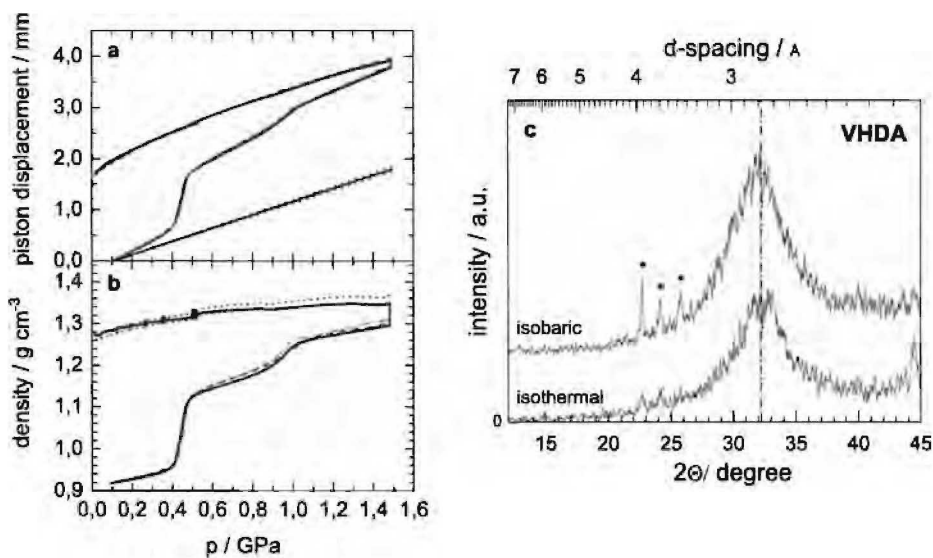 a
piston displacement / mm
4,0
3,0
2,0
1,0
0,0
b
density / g cm⁻³
1,4
1,3
1,2
1,1
1,0
0,9
0,0 0,2 0,4 0,6 0,8 1,0 1,2 1,4
p / GPa
d-spacing / A
7 6 5 4 3
c
VHDA
intensity / a.u.
isobaric
isothermal
0
15 20 25 30 35 40 45
2Θ/ degree